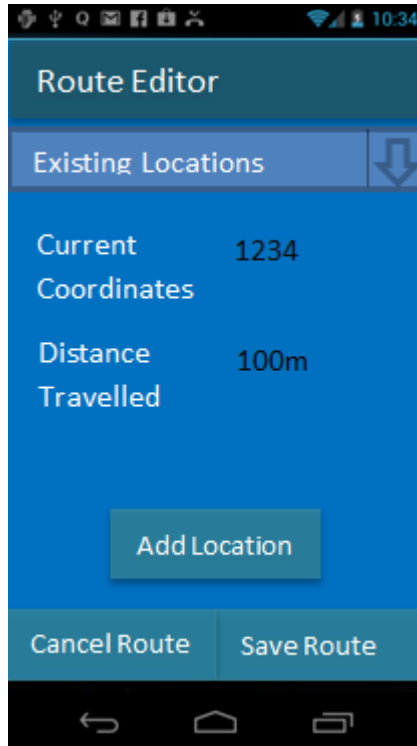 10:34
Route Editor
Existing Locations
Current 1234
Coordinates
Distance 100m
Travelled
Add Location
Cancel Route Save Route